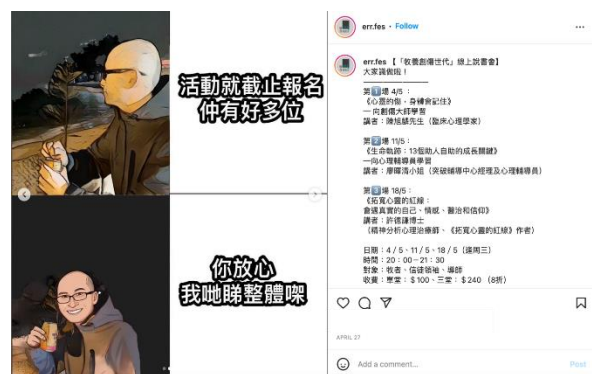 活動就截止報名
仲有好多位
你放心
我哋睇整體㗎
err.fes • Follow
err.fes 【「牧養創傷世代」線上說書會】
大家識做啦！
第1️⃣場 4/5：
《心靈的傷，身體會記住》
— 向創傷大師學習
講者：陳旭麟先生（臨床心理學家）
第2️⃣場 11/5：
《生命軌跡：13個助人自助的成長關鍵》
—向心理輔導員學習
講者：廖暉清小姐（突破輔導中心經理及心理輔導員）
第3️⃣場 18/5：
《拓寬心靈的紅線：
會遇真實的自己、情感、醫治和信仰》
講者：許德謙博士
（精神分析心理治療師、《拓寬心靈的紅線》作者）
日期：4 / 5、11 / 5、18 / 5（逢周三）
時間：20：00－21：30
對象：牧者、信徒領袖、導師
收費：單堂：＄100、三堂：＄240 （8折）
APRIL 27
Add a comment...
Post